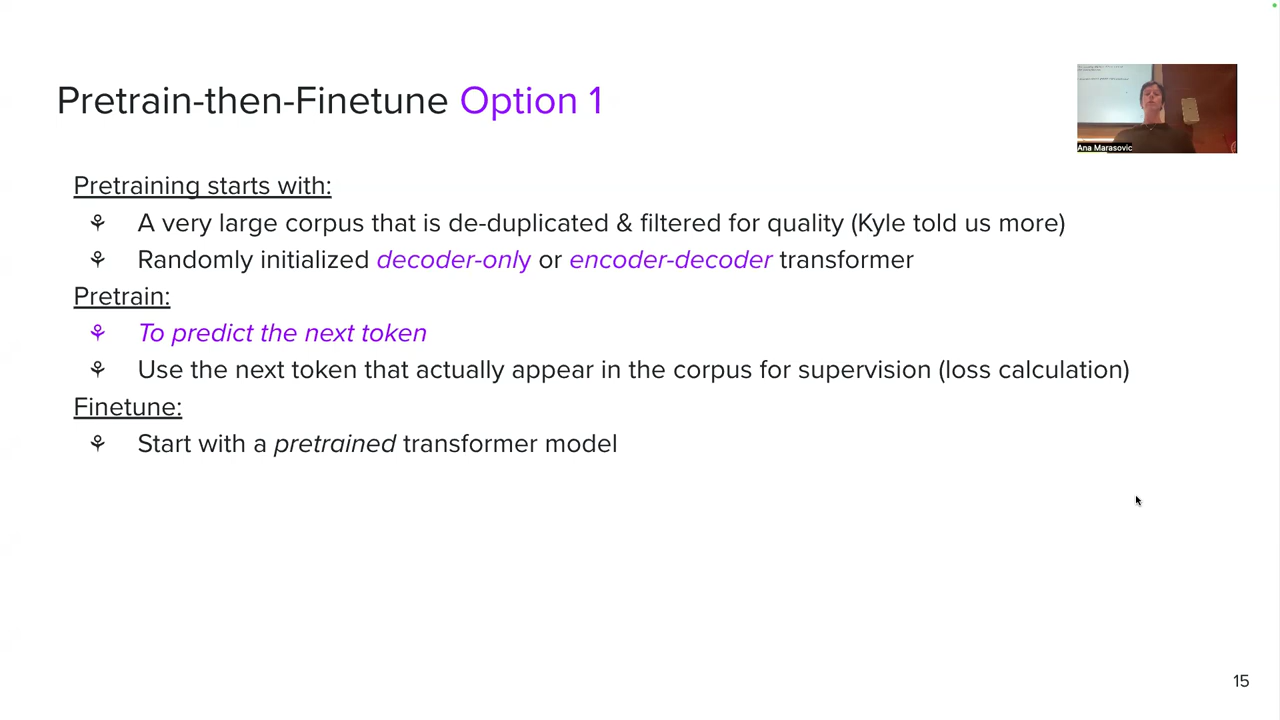 Pretrain-then-Finetune Option 1
Ana Marasovic
Pretraining starts with:
A very large corpus that is de-duplicated & filtered for quality (Kyle told us more)
Randomly initialized decoder-only or encoder-decoder transformer
Pretrain:
To predict the next token
Use the next token that actually appear in the corpus for supervision (loss calculation)
Finetune:
Start with a pretrained transformer model
15